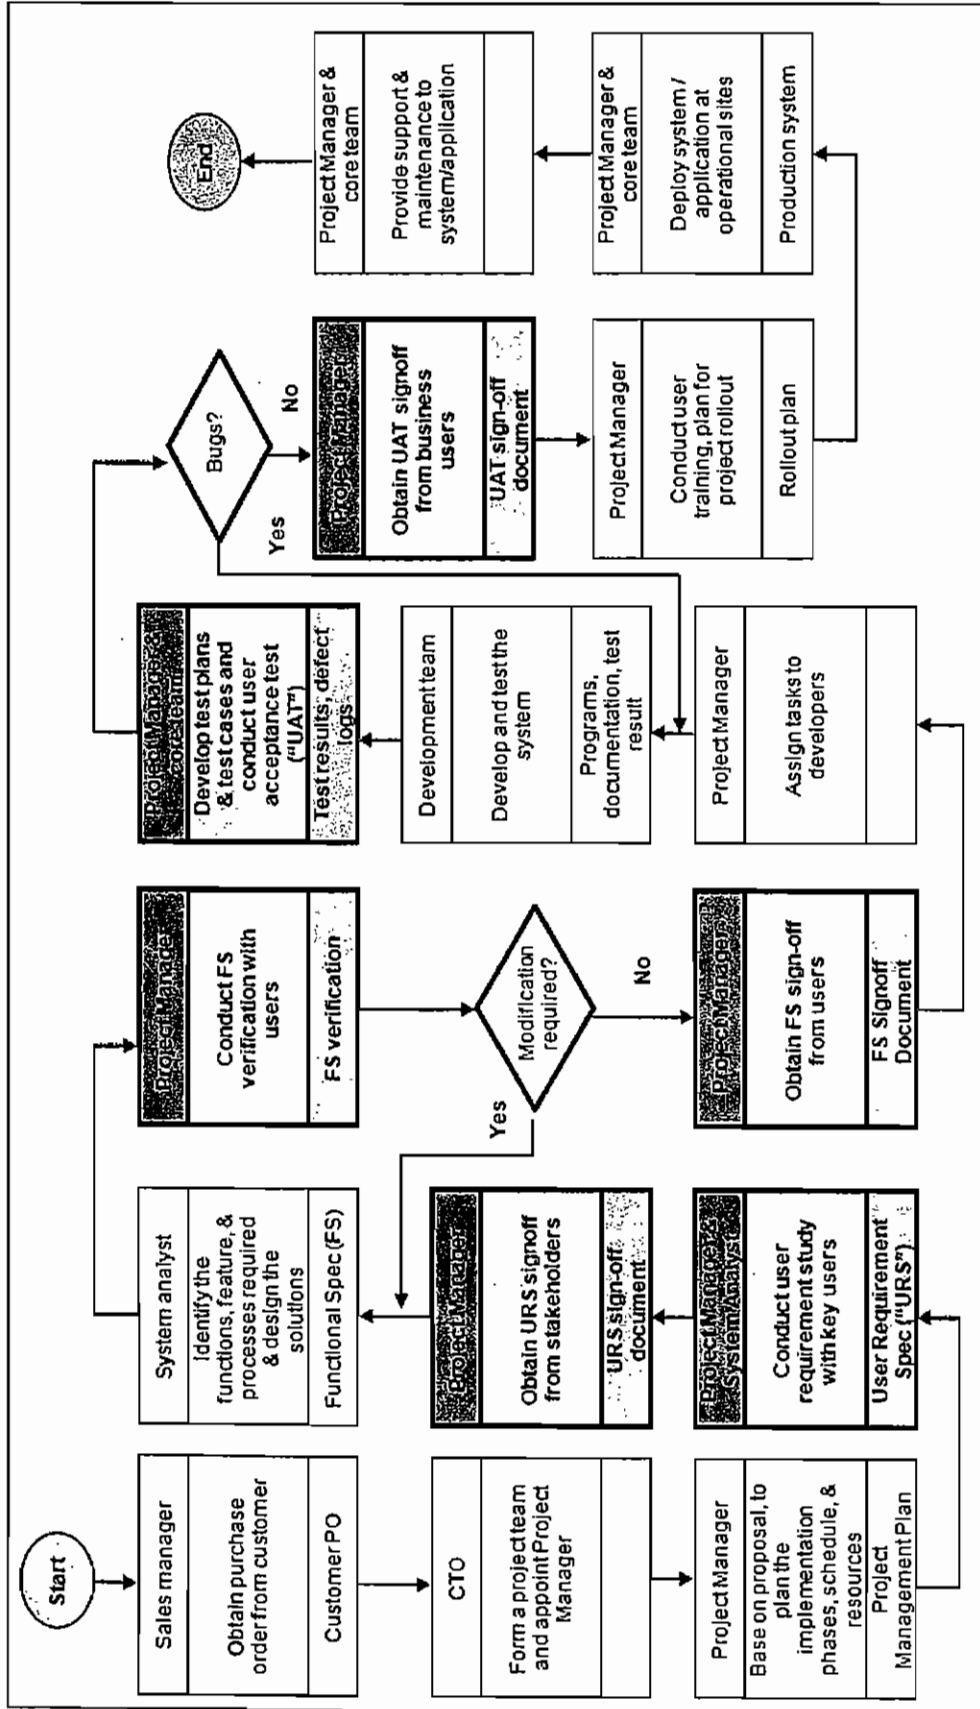 Start
Sales manager
Obtain purchase
order from customer
Customer PO
CTO
Form a project team
and appoint Project
Manager
Project Manager
Base on proposal, to
plan the
implementation
phases, schedule, &
resources
Project
Management Plan
Project Manager &
System Analyst
Conduct user
requirement study
with key users
User Requirement
Spec ("URS")
Project Manager
Obtain URS signoff
from stakeholders
URS sign-off
document
System analyst
Identify the
functions, feature, &
processes required
& design the
solutions
Functional Spec (FS)
Project Manager
Conduct FS
verification with
users
FS verification
Modification
required?
Yes
No
Project Manager
Obtain FS sign-off
from users
FS Signoff
Document
Project Manager
Assign tasks to
developers
Development team
Develop and test the
system
Programs,
documentation, test
result
Project Manager &
core team
Develop test plans
& test cases and
conduct user
acceptance test
("UAT")
Test results, defect
logs
Bugs?
Yes
No
Project Manager
Obtain UAT signoff
from business
users
UAT sign-off
document
Project Manager
Conduct user
training, plan for
project rollout
Rollout plan
Project Manager &
core team
Deploy system /
application at
operational sites
Production system
Project Manager &
core team
Provide support &
maintenance to
system/application
End